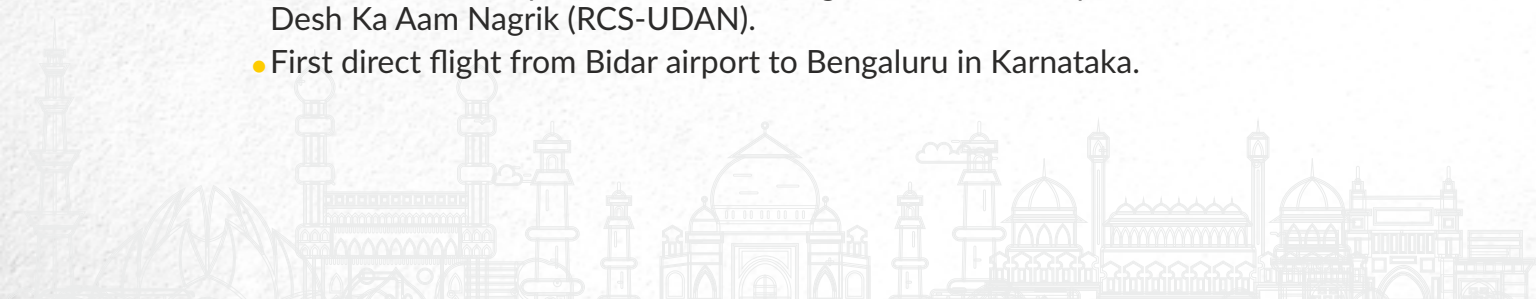 Desh Ka Aam Nagrik (RCS-UDAN).
• First direct flight from Bidar airport to Bengaluru in Karnataka.